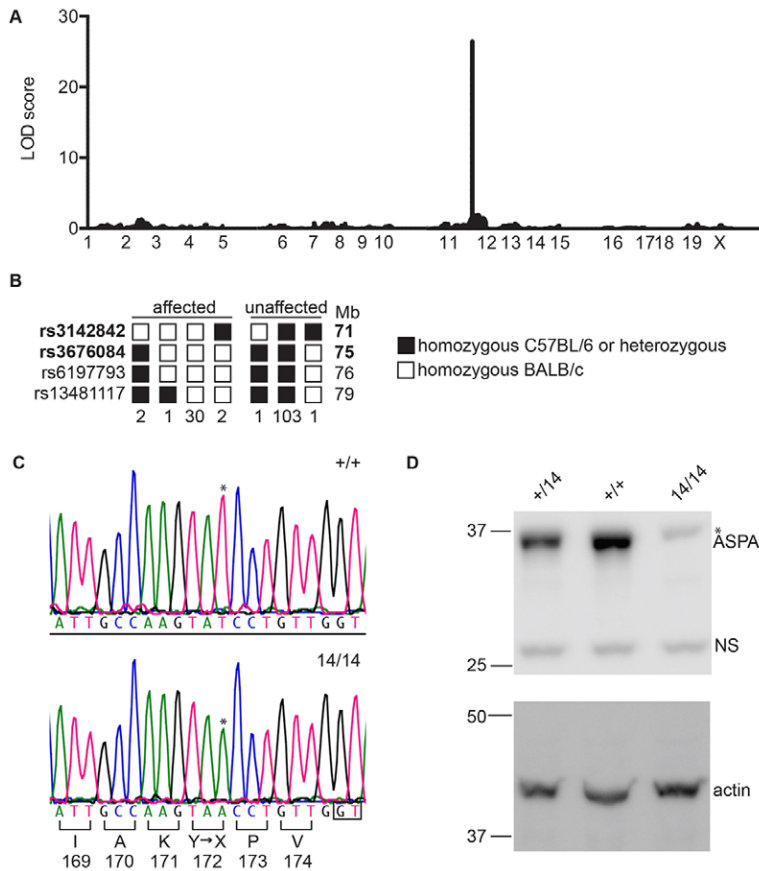 A
30
20
10
0
LOD score
1 2 3 4 5 6 7 8 9 10 11 12 13 14 15 16 17 18 19 X
B
affected unaffected Mb
rs3142842 71
rs3676084 75
rs6197793 76
rs13481117 79
2 1 30 2 1 103 1
homozygous C57BL/6 or heterozygous
homozygous BALB/c
C
+/+
*
A T T G C C A A G T A T C C T G T T G G T
14/14
*
A T T G C C A A G T A A C C T G T T G G T
I A K Y→X P V
169 170 171 172 173 174
D
+/14 +/+ 14/14
37
*
ASPA
NS
25
50
actin
37